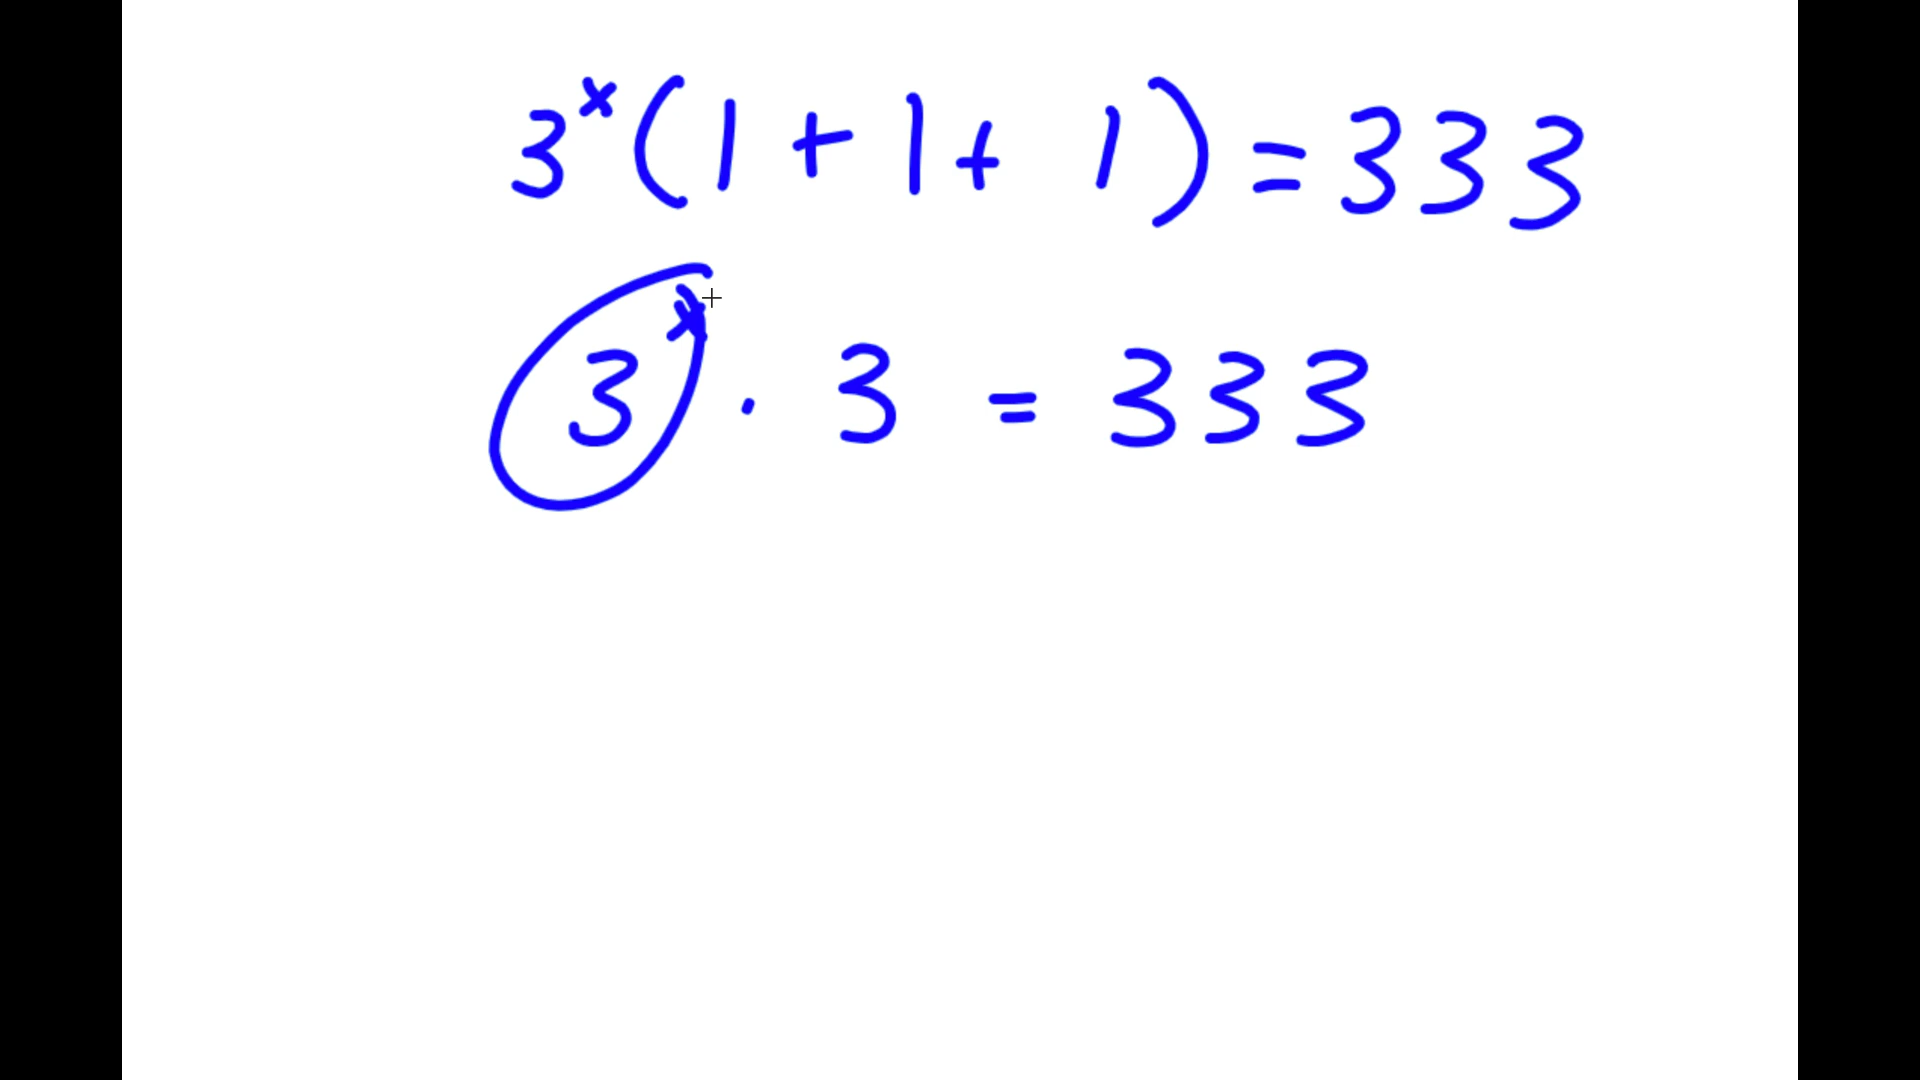 3^x (1 + 1 + 1) = 333
3^x · 3 = 333